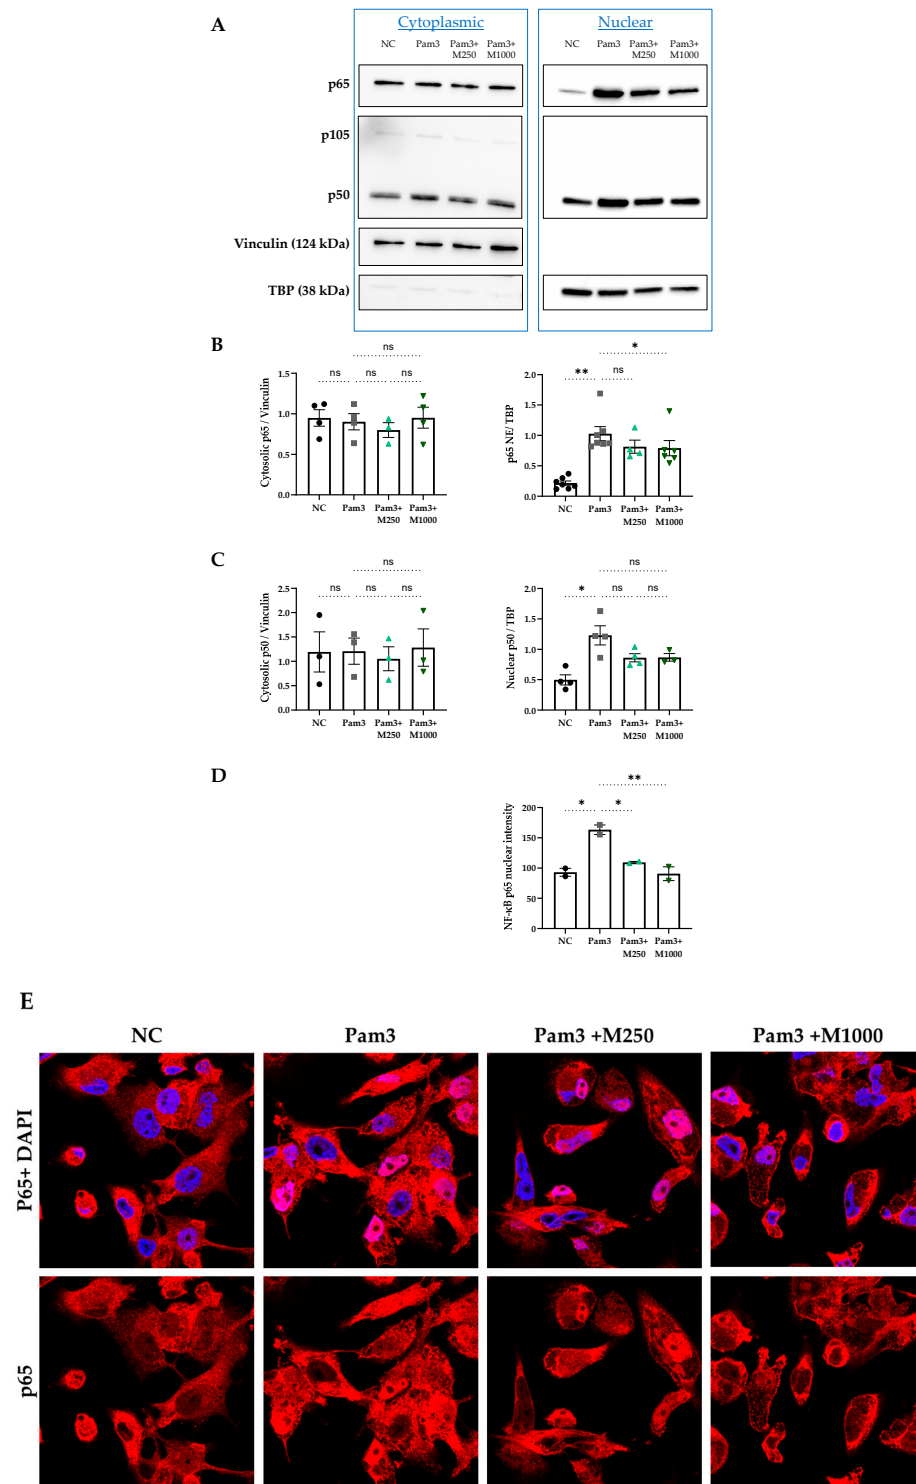 A
Cytoplasmic
Nuclear
NC Pam3 Pam3+ M250 Pam3+ M1000
NC Pam3 Pam3+ M250 Pam3+ M1000
p65
p105
p50
Vinculin (124 kDa)
TBP (38 kDa)
B
ns
ns ns ns
Cytosolic p65 / Vinculin
1.5
1.0
0.5
0.0
NC Pam3 Pam3+ M250 Pam3+ M1000
*
** ns
p65 NE/ TBP
2.0
1.5
1.0
0.5
0.0
NC Pam3 Pam3+ M250 Pam3+ M1000
C
ns
ns ns ns
Cytosolic p50 / Vinculin
2.5
2.0
1.5
1.0
0.5
0.0
NC Pam3 Pam3+ M250 Pam3+ M1000
ns
* ns ns
Nuclear p50 / TBP
2.0
1.5
1.0
0.5
0.0
NC Pam3 Pam3+ M250 Pam3+ M1000
D
**
* *
NF-κB p65 nuclear intensity
200
150
100
50
0
NC Pam3 Pam3+ M250 Pam3+ M1000
E
NC Pam3 Pam3 +M250 Pam3 +M1000
P65+ DAPI
p65